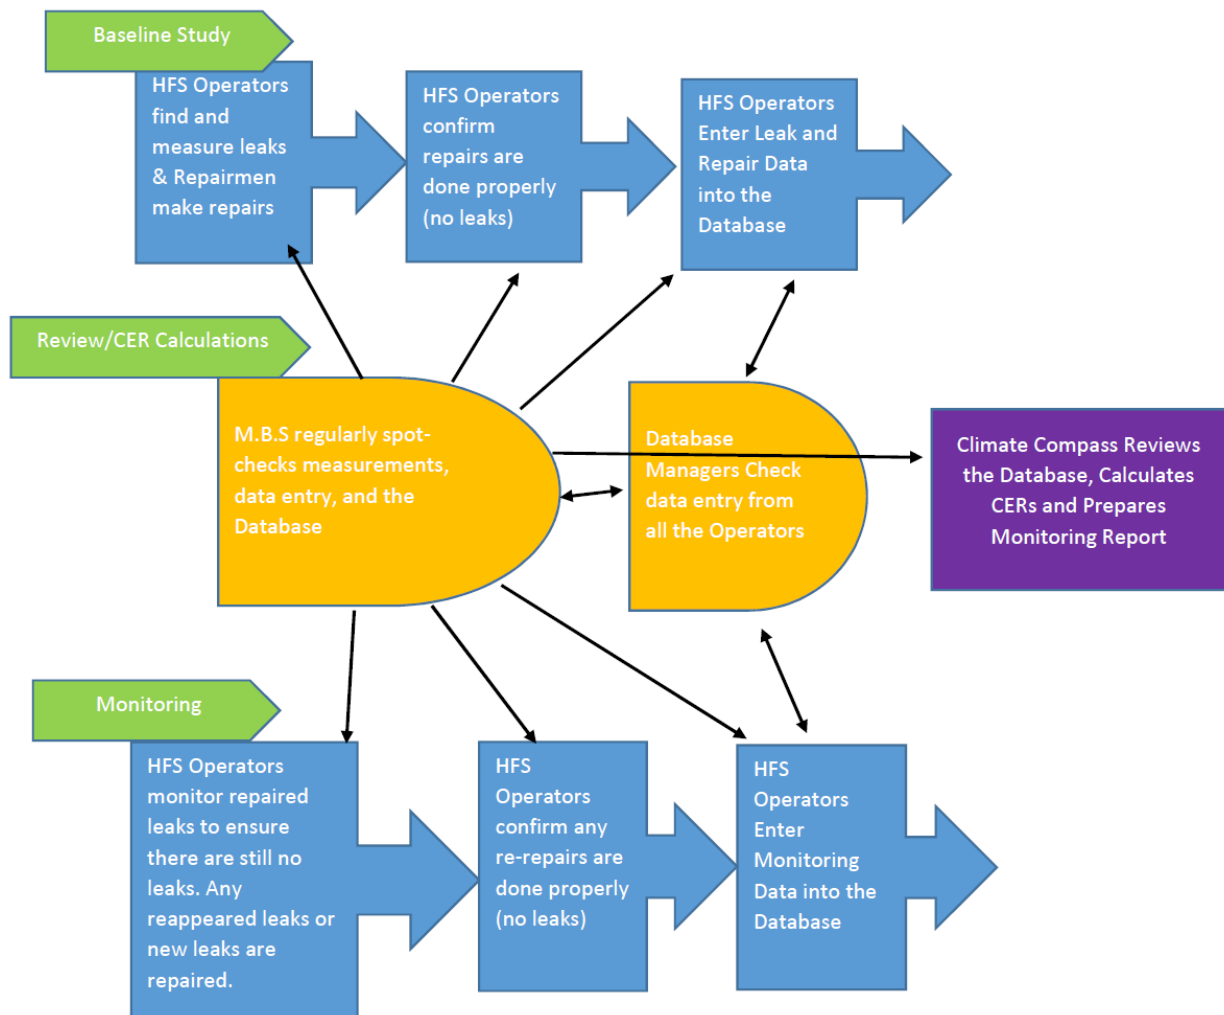 Baseline Study
HFS Operators
find and
measure leaks
& Repairmen
make repairs
HFS Operators
confirm
repairs are
done properly
(no leaks)
HFS Operators
Enter Leak and
Repair Data
into the
Database
Review/CER Calculations
M.B.S regularly spot-
checks measurements,
data entry, and the
Database
Database
Managers Check
data entry from
all the Operators
Climate Compass Reviews
the Database, Calculates
CERs and Prepares
Monitoring Report
Monitoring
HFS Operators
monitor repaired
leaks to ensure
there are still no
leaks. Any
reappeared leaks or
new leaks are
repaired.
HFS
Operators
confirm any
re-repairs are
done properly
(no leaks)
HFS
Operators
Enter
Monitoring
Data into the
Database